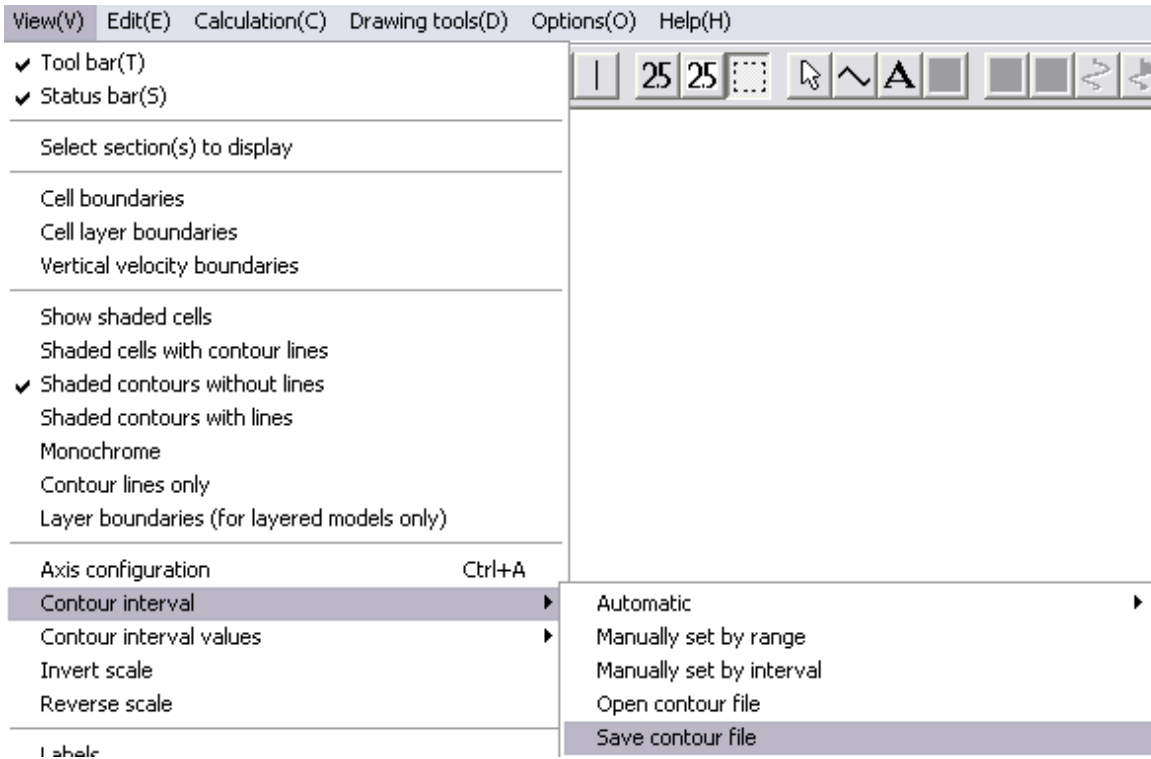 View(V) Edit(E) Calculation(C) Drawing tools(D) Options(O) Help(H)
Tool bar(T)
Status bar(S)
25 25 A
Select section(s) to display
Cell boundaries
Cell layer boundaries
Vertical velocity boundaries
Show shaded cells
Shaded cells with contour lines
Shaded contours without lines
Shaded contours with lines
Monochrome
Contour lines only
Layer boundaries (for layered models only)
Axis configuration Ctrl+A
Contour interval
Contour interval values
Invert scale
Reverse scale
Labels
Automatic
Manually set by range
Manually set by interval
Open contour file
Save contour file